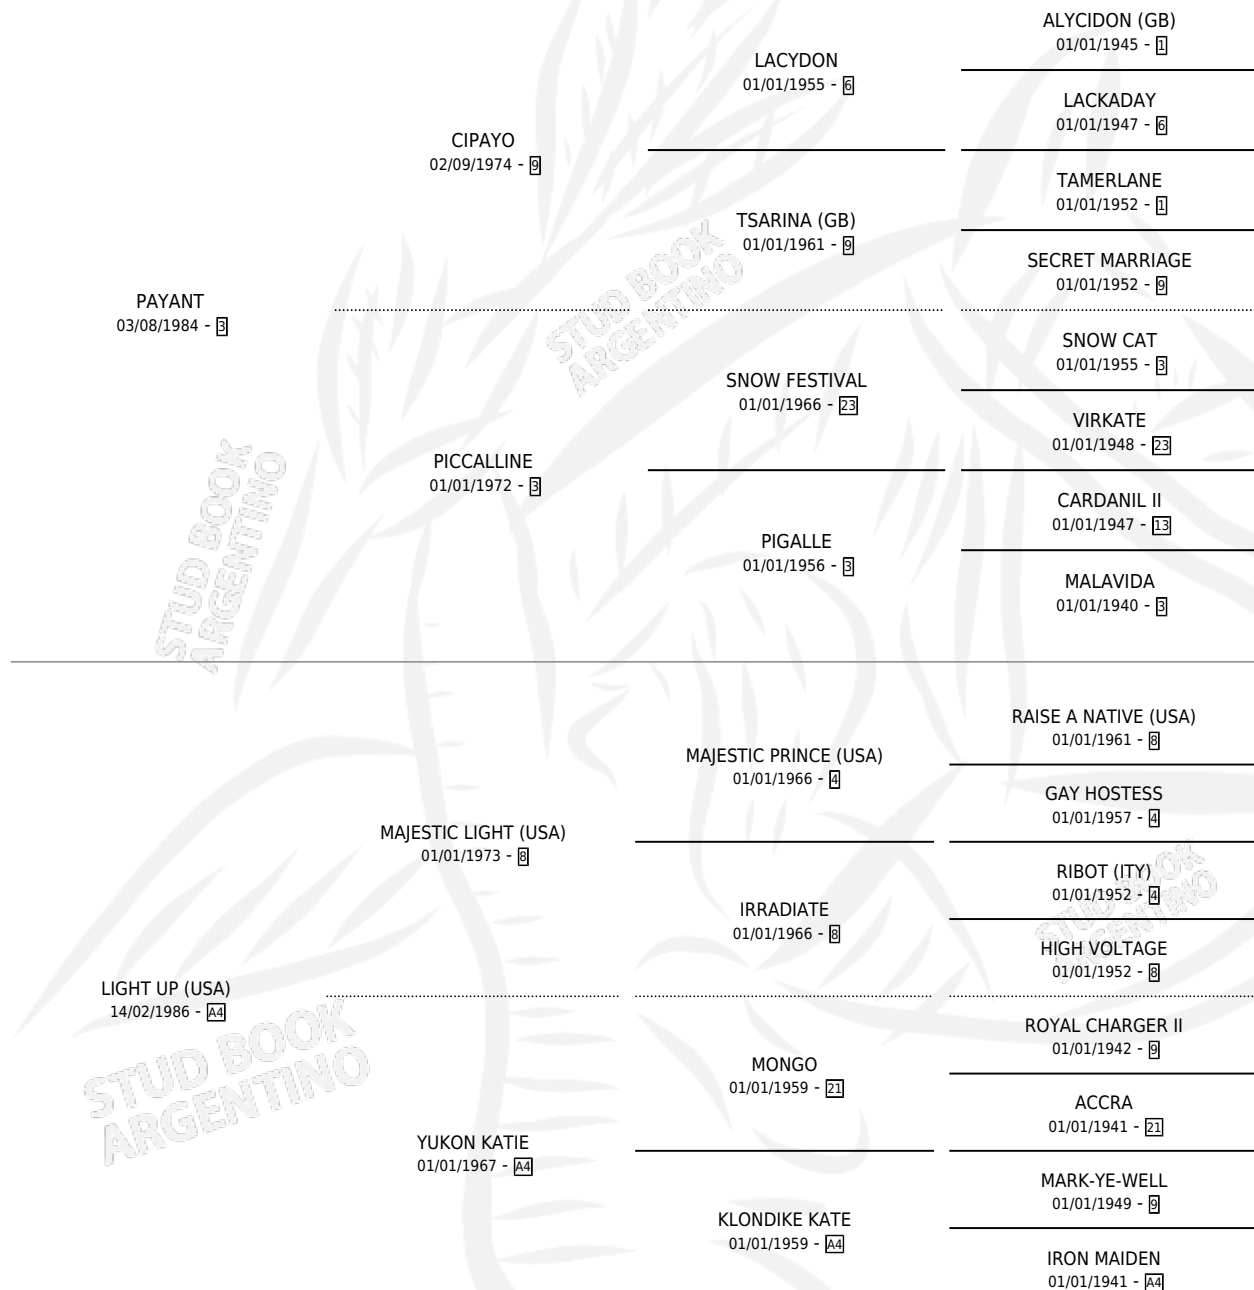 PAYANT
03/08/1984 - 3
CIPAYO
02/09/1974 - 9
LACYDON
01/01/1955 - 6
ALYCIDON (GB)
01/01/1945 - 1
LACKADAY
01/01/1947 - 6
TSARINA (GB)
01/01/1961 - 9
TAMERLANE
01/01/1952 - 1
SECRET MARRIAGE
01/01/1952 - 9
PICCALLINE
01/01/1972 - 3
SNOW FESTIVAL
01/01/1966 - 23
SNOW CAT
01/01/1955 - 3
VIRKATE
01/01/1948 - 23
PIGALLE
01/01/1956 - 3
CARDANIL II
01/01/1947 - 13
MALAVIDA
01/01/1940 - 3
LIGHT UP (USA)
14/02/1986 - A4
MAJESTIC LIGHT (USA)
01/01/1973 - 8
MAJESTIC PRINCE (USA)
01/01/1966 - 4
RAISE A NATIVE (USA)
01/01/1961 - 8
GAY HOSTESS
01/01/1957 - 4
IRRADIATE
01/01/1966 - 8
RIBOT (ITY)
01/01/1952 - 4
HIGH VOLTAGE
01/01/1952 - 8
YUKON KATIE
01/01/1967 - A4
MONGO
01/01/1959 - 21
ROYAL CHARGER II
01/01/1942 - 9
ACCRA
01/01/1941 - 21
KLONDIKE KATE
01/01/1959 - A4
MARK-YE-WELL
01/01/1949 - 9
IRON MAIDEN
01/01/1941 - A4
STUD BOOK
ARGENTINO
STUD BOOK
ARGENTINO
STUD BOOK
ARGENTINO
STUD BOOK
ARGENTINO